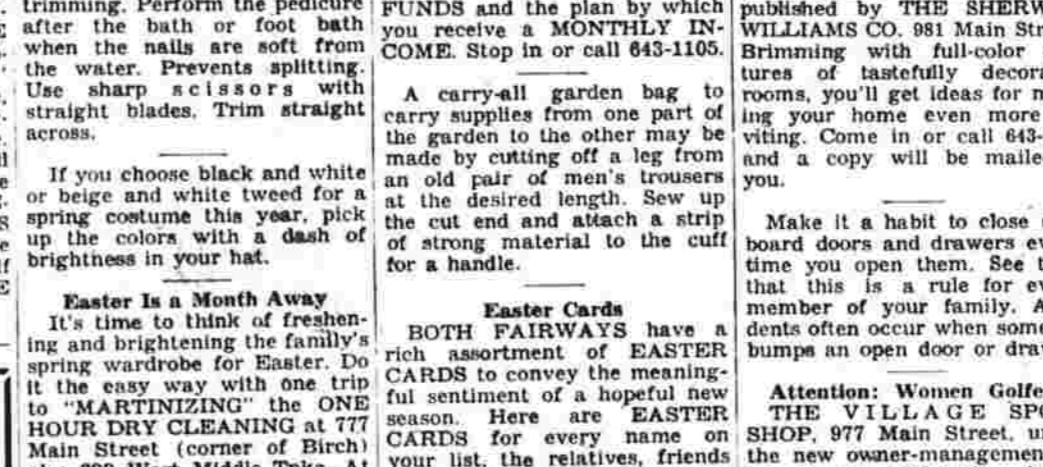 trimming. Perform the pedicure
after the bath or foot bath
when the nails are soft from
the water. Prevents splitting.
Use sharp scissors with
straight blades. Trim straight
across.
If you choose black and white
or beige and white tweed for a
spring costume this year, pick
up the colors with a dash of
brightness in your hat.
Easter Is a Month Away
It's time to think of freshen-
ing and brightening the family's
spring wardrobe for Easter. Do
it the easy way with one trip
to "MARTINIZING" the ONE
HOUR DRY CLEANING at 777
Main Street (corner of Birch)
FUNDS and the plan by which
you receive a MONTHLY IN-
COME. Stop in or call 643-1105.
A carry-all garden bag to
carry supplies from one part of
the garden to the other may be
made by cutting off a leg from
an old pair of men's trousers
at the desired length. Sew up
the cut end and attach a strip
of strong material to the cuff
for a handle.
Easter Cards
BOTH FAIRWAYS have a
rich assortment of EASTER
CARDS to convey the meaning-
ful sentiment of a hopeful new
season. Here are EASTER
CARDS for every name on
your list, the relatives, friends
published by THE SHERW
WILLIAMS CO. 981 Main Str
Brimming with full-color
tures of tastefully decora
rooms, you'll get ideas for m
ing your home even more
viting. Come in or call 643-
and a copy will be maile
you.
Make it a habit to close
board doors and drawers ev
time you open them. See t
that this is a rule for ev
member of your family. A
dents often occur when some
bumps an open door or dra
Attention: Women Golfe
THE VILLAGE SPO
SHOP, 977 Main Street, u
the new owner-managemen